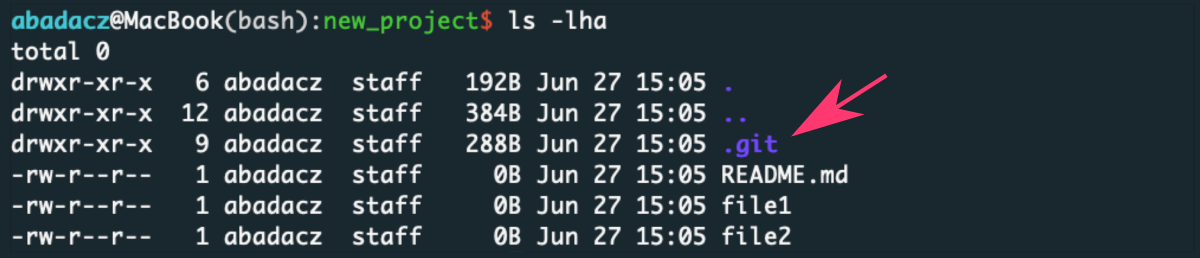 abadacz@MacBook(bash):new_project$ ls -lha
total 0
drwxr-xr-x   6 abadacz  staff   192B Jun 27 15:05 .
drwxr-xr-x  12 abadacz  staff   384B Jun 27 15:05 ..
drwxr-xr-x   9 abadacz  staff   288B Jun 27 15:05 .git
-rw-r--r--   1 abadacz  staff     0B Jun 27 15:05 README.md
-rw-r--r--   1 abadacz  staff     0B Jun 27 15:05 file1
-rw-r--r--   1 abadacz  staff     0B Jun 27 15:05 file2